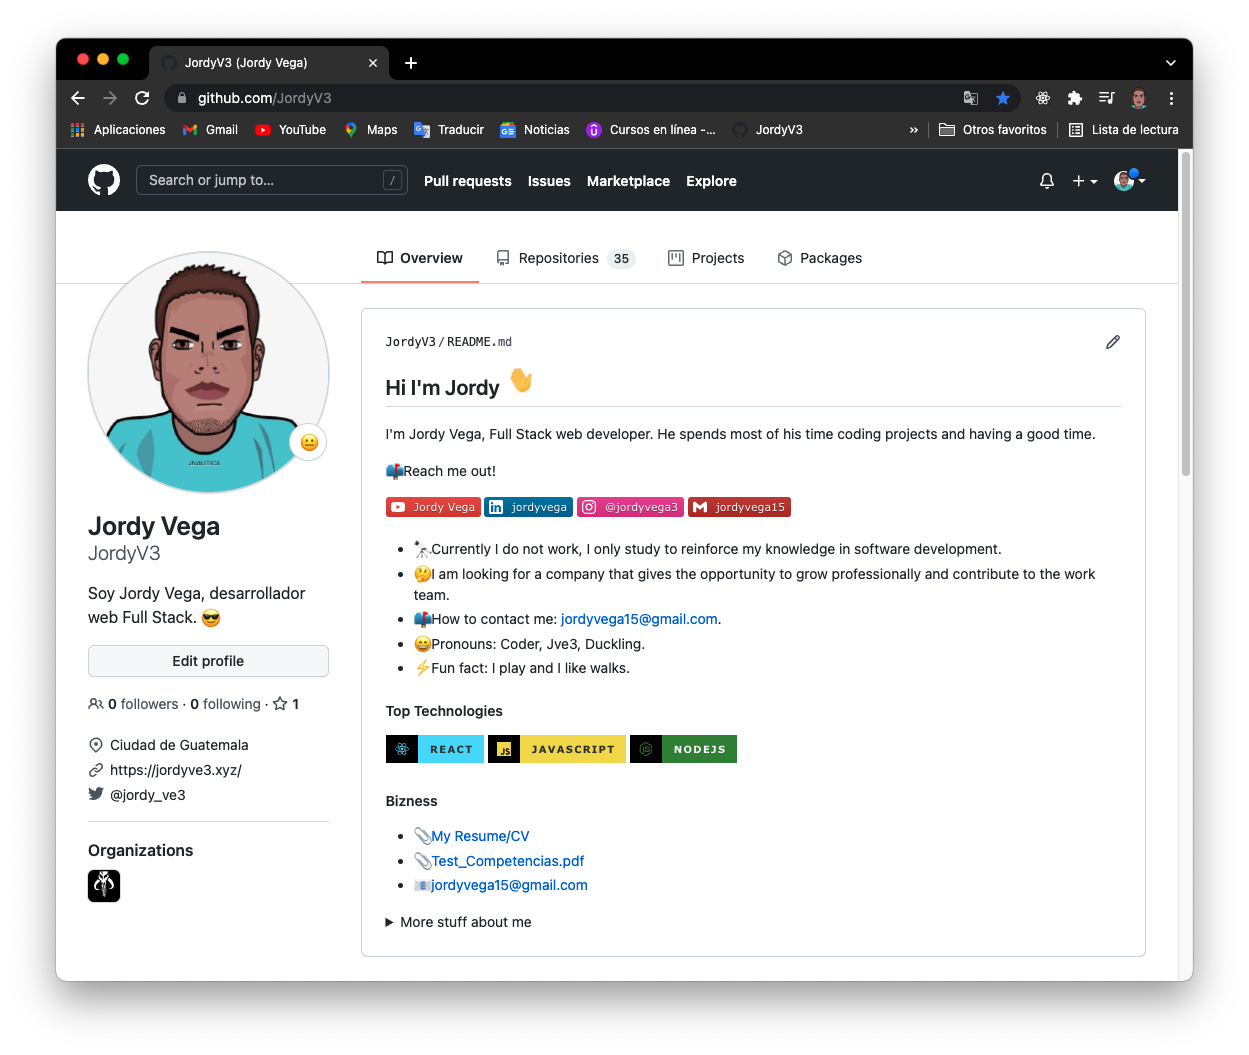 JordyV3 (Jordy Vega)
github.com/JordyV3
Aplicaciones Gmail YouTube Maps Traducir Noticias Cursos en línea -... JordyV3 » Otros favoritos Lista de lectura
Search or jump to... / Pull requests Issues Marketplace Explore
Overview Repositories 35 Projects Packages
JNAUTICA
Jordy Vega
JordyV3
Soy Jordy Vega, desarrollador
web Full Stack. 😎
Edit profile
0 followers · 0 following · 1
Ciudad de Guatemala
https://jordyve3.xyz/
@jordy_ve3
Organizations
JordyV3/README.md
Hi I'm Jordy 👋
I'm Jordy Vega, Full Stack web developer. He spends most of his time coding projects and having a good time.
📫Reach me out!
Jordy Vega jordyvega @jordyvega3 jordyvega15
• 🔭Currently I do not work, I only study to reinforce my knowledge in software development.
• 🤔I am looking for a company that gives the opportunity to grow professionally and contribute to the work
team.
• 📫How to contact me: jordyvega15@gmail.com.
• 😄Pronouns: Coder, Jve3, Duckling.
• ⚡Fun fact: I play and I like walks.
Top Technologies
REACT JS JAVASCRIPT NODEJS
Bizness
• 📎My Resume/CV
• 📎Test_Competencias.pdf
• 📧jordyvega15@gmail.com
▶ More stuff about me